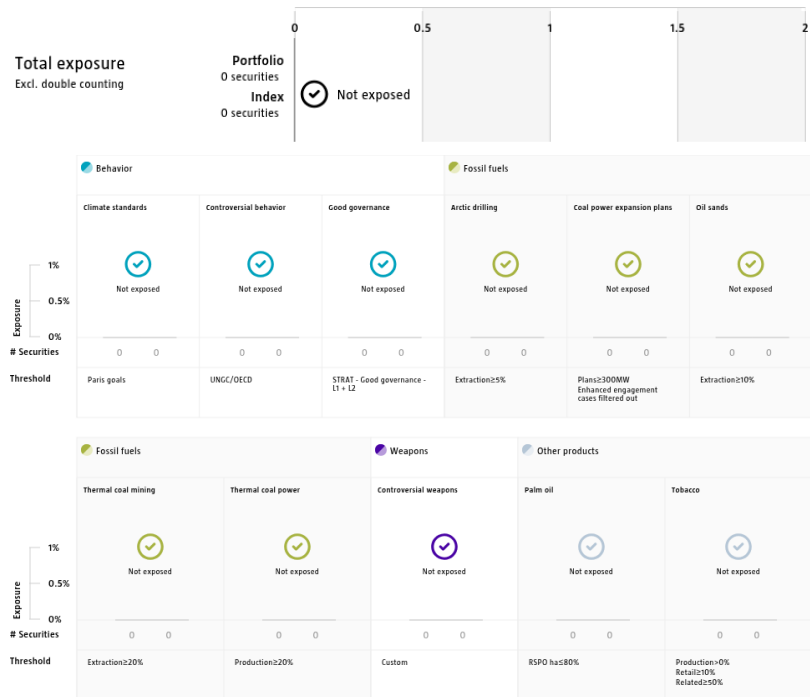 0 0.5 1 1.5 2
Total exposure
Excl. double counting
Portfolio
0 securities
Index
0 securities
Not exposed
Behavior Fossil fuels
Climate standards Controversial behavior Good governance Arctic drilling Coal power expansion plans Oil sands
Exposure
1%
0.5%
0%
Not exposed Not exposed Not exposed Not exposed Not exposed Not exposed
# Securities 0 0 0 0 0 0 0 0 0 0 0 0
Threshold Paris goals UNGC/OECD STRAT - Good governance - Extraction≥5% Plans≥300MW Extraction≥10%
L1 + L2 Enhanced engagement
cases filtered out
Fossil fuels Weapons Other products
Thermal coal mining Thermal coal power Controversial weapons Palm oil Tobacco
Exposure
1%
0.5%
0%
Not exposed Not exposed Not exposed Not exposed Not exposed
# Securities 0 0 0 0 0 0 0 0 0 0
Threshold Extraction≥20% Production≥20% Custom RSPO ha≤80% Production>0%
Retail≥10%
Related≥50%